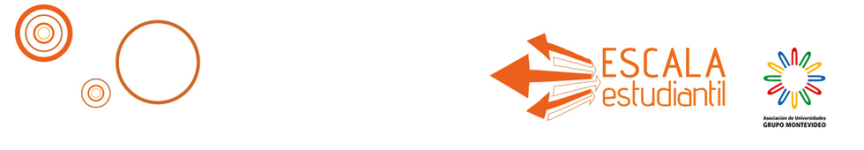 ESCALA
estudiantil
Asociación de Universidades
GRUPO MONTEVIDEO